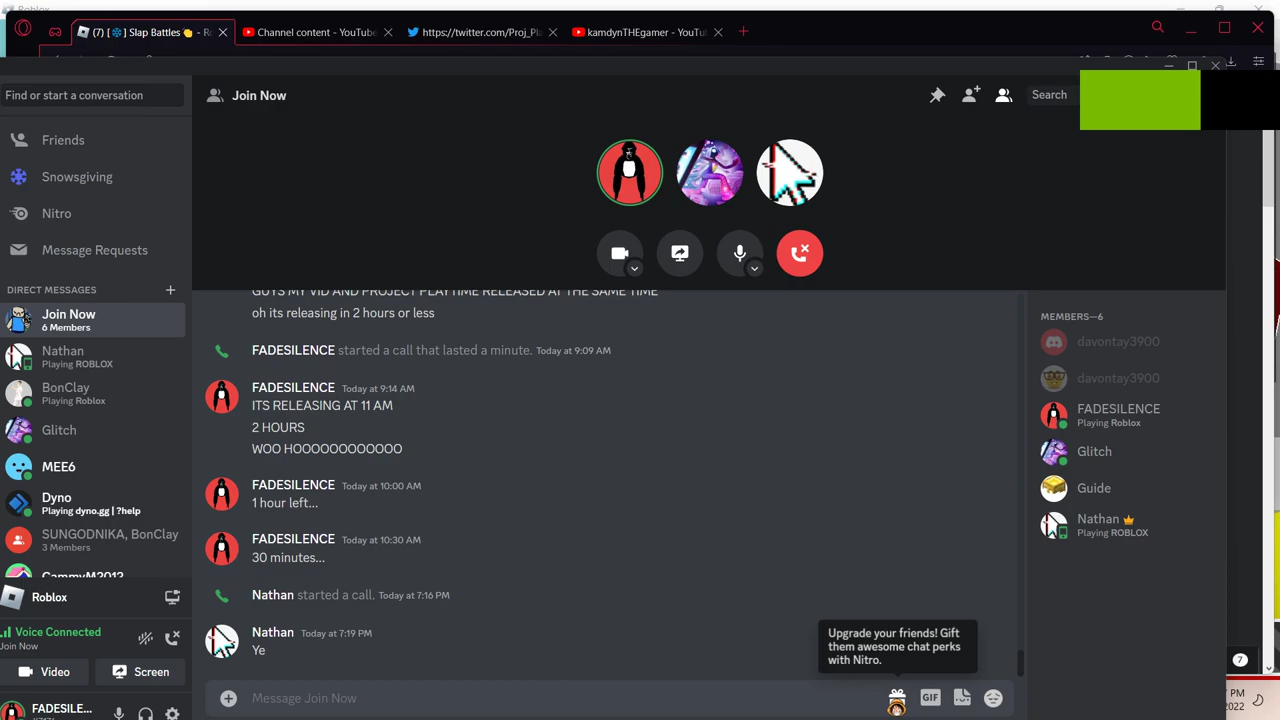 Roblox
(7) [❄] Slap Battles 👏 - Ro
Channel content - YouTube
https://twitter.com/Proj_Pla
kamdynTHEgamer - YouTu
Find or start a conversation
Join Now
Search
Friends
Snowsgiving
Nitro
Message Requests
DIRECT MESSAGES
Join Now
6 Members
Nathan
Playing ROBLOX
BonClay
Playing Roblox
Glitch
MEE6
Dyno
Playing dyno.gg | ?help
SUNGODNIKA, BonClay
3 Members
CammyM2012
Roblox
Voice Connected
Join Now
Video
Screen
FADESILE...
GUYS MY VID AND PROJECT PLAYTIME RELEASED AT THE SAME TIME
oh its releasing in 2 hours or less
FADESILENCE started a call that lasted a minute. Today at 9:09 AM
FADESILENCE Today at 9:14 AM
ITS RELEASING AT 11 AM
2 HOURS
WOO HOOOOOOOOOOOO
FADESILENCE Today at 10:00 AM
1 hour left...
FADESILENCE Today at 10:30 AM
30 minutes...
Nathan started a call. Today at 7:16 PM
Nathan Today at 7:19 PM
Ye
Upgrade your friends! Gift
them awesome chat perks
with Nitro.
Message Join Now
GIF
MEMBERS—6
davontay3900
davontay3900
FADESILENCE
Playing Roblox
Glitch
Guide
Nathan
Playing ROBLOX
7
PM
2022